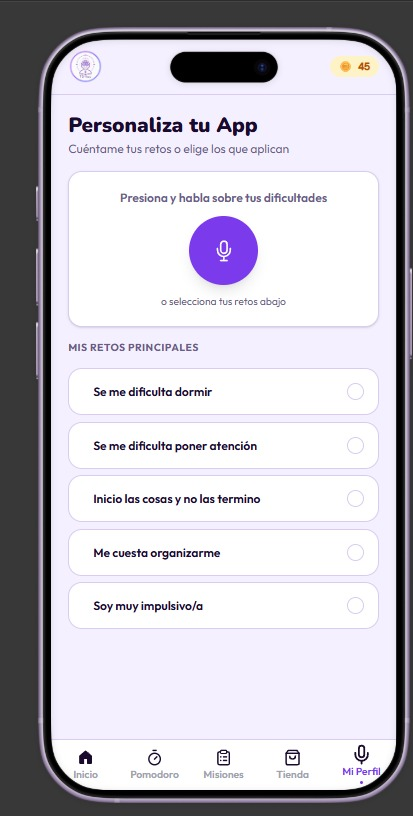 45
Personaliza tu App
Cuéntame tus retos o elige los que aplican
Presiona y habla sobre tus dificultades
o selecciona tus retos abajo
MIS RETOS PRINCIPALES
Se me dificulta dormir
Se me dificulta poner atención
Inicio las cosas y no las termino
Me cuesta organizarme
Soy muy impulsivo/a
Inicio Pomodoro Misiones Tienda Mi Perfil